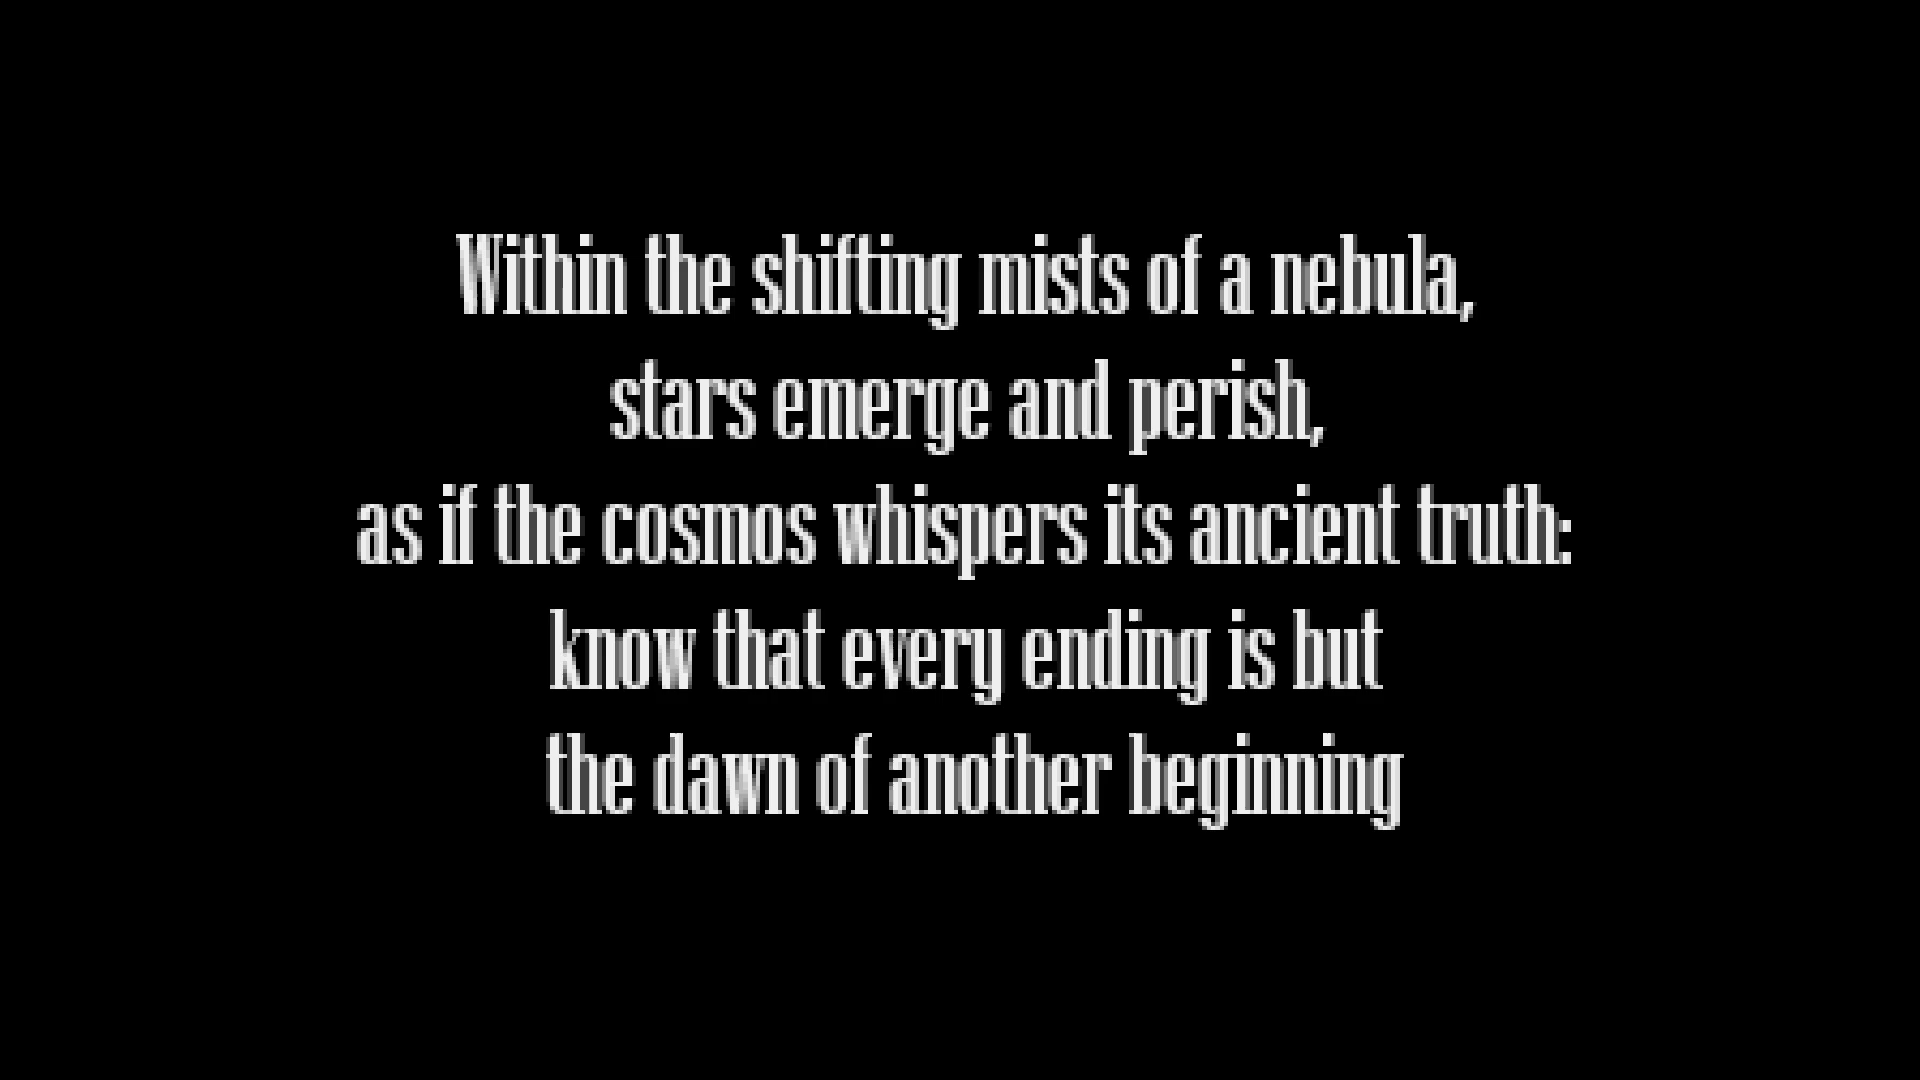 Within the shifting mists of a nebula,
stars emerge and perish,
as if the cosmos whispers its ancient truth:
know that every ending is but
the dawn of another beginning